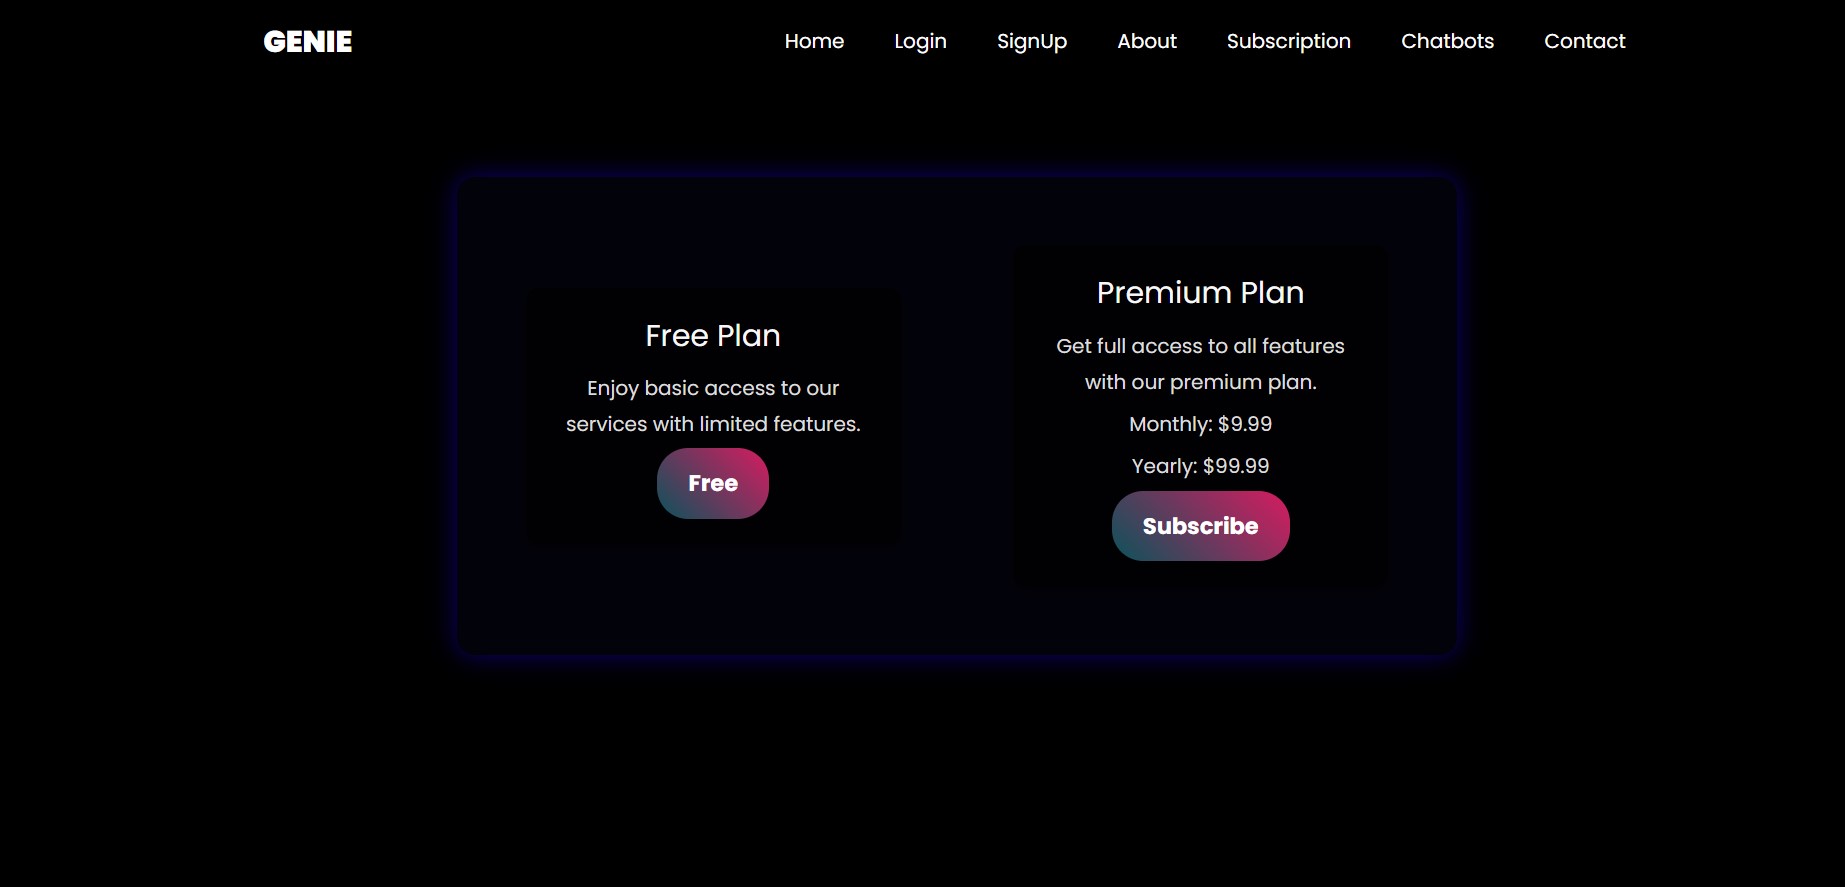 GENIE
Home
Login
SignUp
About
Subscription
Chatbots
Contact
Free Plan
Enjoy basic access to our
services with limited features.
Free
Premium Plan
Get full access to all features
with our premium plan.
Monthly: $9.99
Yearly: $99.99
Subscribe